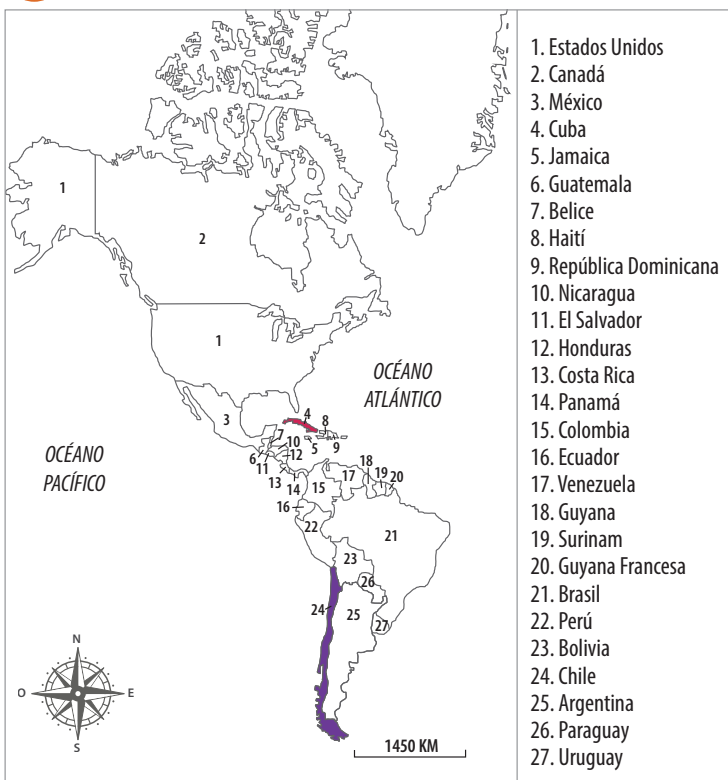 1
2
1
OCÉANO
ATLÁNTICO
3
4
8
7
10
5
9
6
12
11
OCÉANO
PACÍFICO
13
14
15
17
18
19
20
16
22
21
23
26
24
25
27
N
O
E
S
1450 KM
1. Estados Unidos
2. Canadá
3. México
4. Cuba
5. Jamaica
6. Guatemala
7. Belice
8. Haití
9. República Dominicana
10. Nicaragua
11. El Salvador
12. Honduras
13. Costa Rica
14. Panamá
15. Colombia
16. Ecuador
17. Venezuela
18. Guyana
19. Surinam
20. Guyana Francesa
21. Brasil
22. Perú
23. Bolivia
24. Chile
25. Argentina
26. Paraguay
27. Uruguay